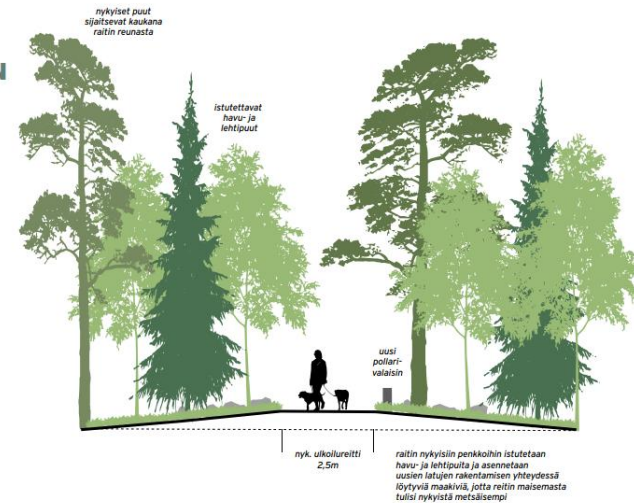 nykyiset puut
sijaitsevat kaukana
raitin reunasta
N
istutettavat
havu- ja
lehtipuut
uusi
pollari-
valaisin
nyk. ulkoilureitti
2,5m
raitin nykyisiin penkkoihin istutetaan
havu- ja lehtipuita ja asennetaan
uusien latujen rakentamisen yhteydessä
löytyviä maakiviä, jotta reitin maisemasta
tulisi nykyistä metsäisempi